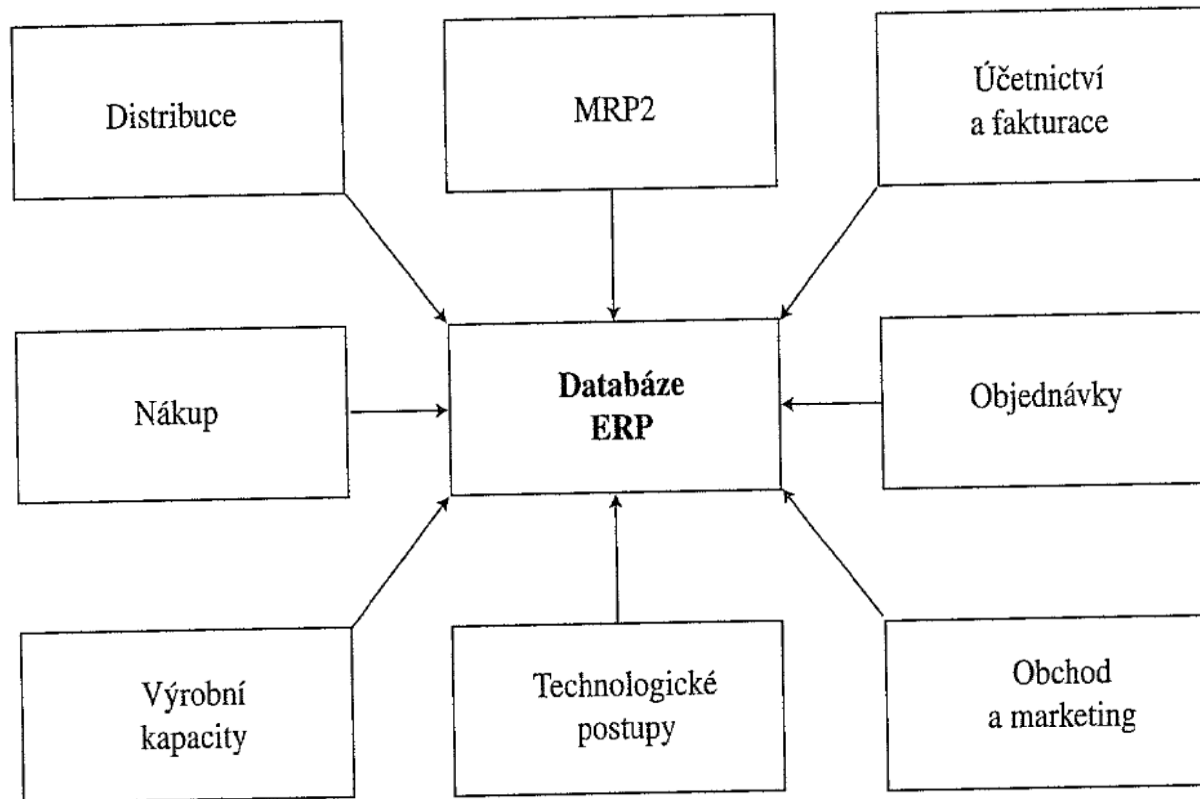 Distribuce
MRP2
Účetnictví
a fakturace
Nákup
Databáze
ERP
Objednávky
Výrobní
kapacity
Technologické
postupy
Obchod
a marketing